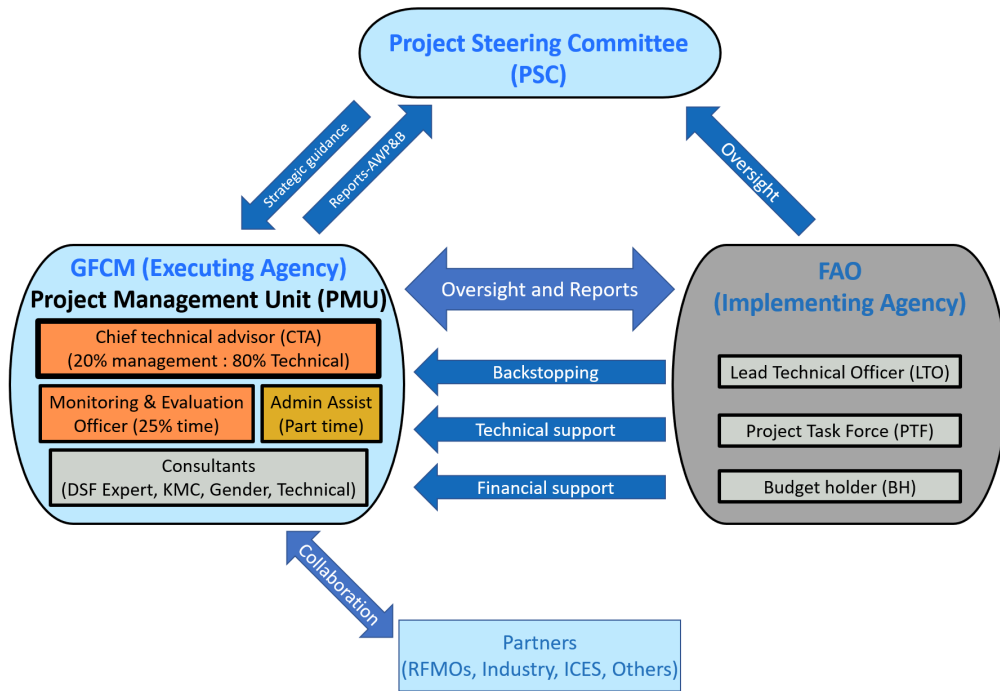 Project Steering Committee
(PSC)
Strategic guidance
Reports-AWP&B
Oversight
GFCM (Executing Agency)
Project Management Unit (PMU)
Chief technical advisor (CTA)
(20% management : 80% Technical)
Monitoring & Evaluation
Officer (25% time)
Admin Assist
(Part time)
Consultants
(DSF Expert, KMC, Gender, Technical)
Oversight and Reports
Backstopping
Technical support
Financial support
FAO
(Implementing Agency)
Lead Technical Officer (LTO)
Project Task Force (PTF)
Budget holder (BH)
Collaboration
Partners
(RFMOs, Industry, ICES, Others)